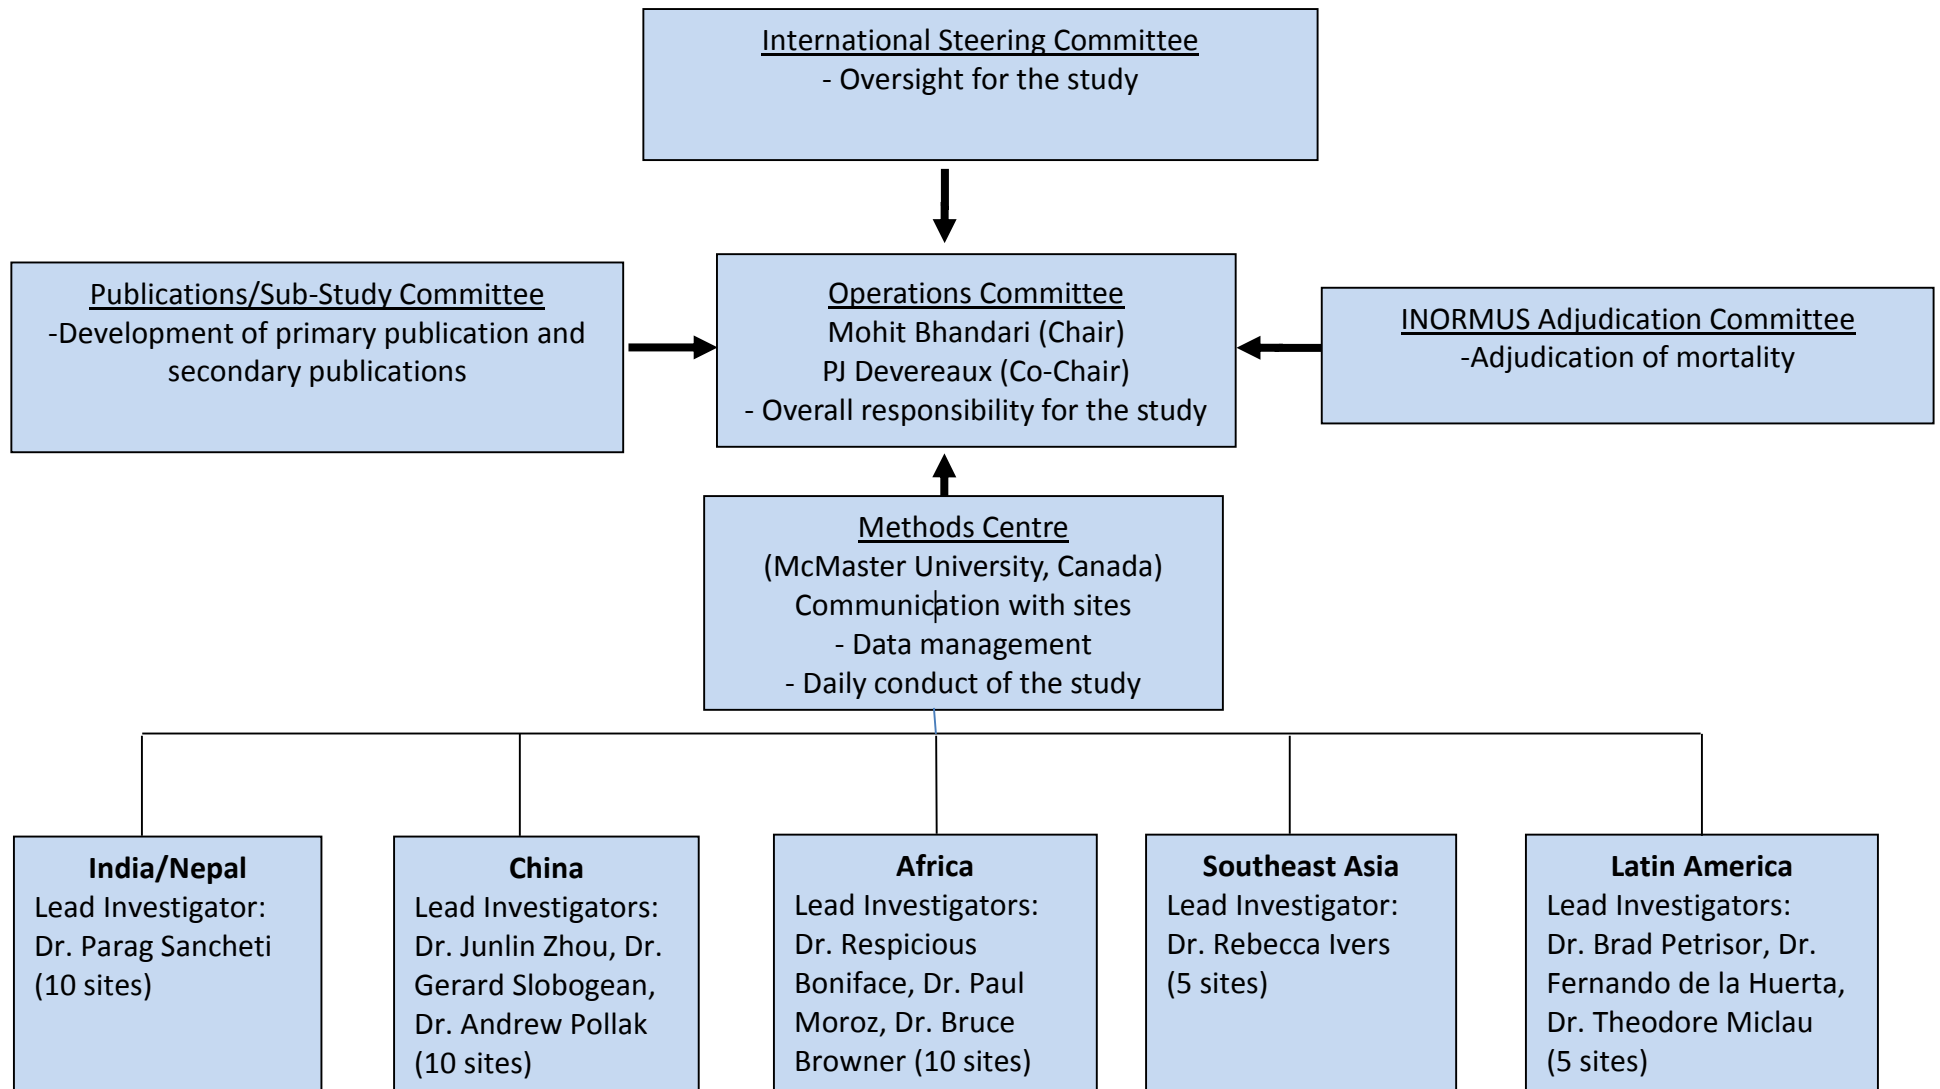 International Steering Committee
- Oversight for the study
Publications/Sub-Study Committee
-Development of primary publication and
secondary publications
Operations Committee
Mohit Bhandari (Chair)
PJ Devereaux (Co-Chair)
- Overall responsibility for the study
INORMUS Adjudication Committee
-Adjudication of mortality
Methods Centre
(McMaster University, Canada)
Communication with sites
- Data management
- Daily conduct of the study
India/Nepal
Lead Investigator:
Dr. Parag Sancheti
(10 sites)
China
Lead Investigators:
Dr. Junlin Zhou, Dr.
Gerard Slobogean,
Dr. Andrew Pollak
(10 sites)
Africa
Lead Investigators:
Dr. Respicious
Boniface, Dr. Paul
Moroz, Dr. Bruce
Browner (10 sites)
Southeast Asia
Lead Investigator:
Dr. Rebecca Ivers
(5 sites)
Latin America
Lead Investigators:
Dr. Brad Petrisor, Dr.
Fernando de la Huerta,
Dr. Theodore Miclau
(5 sites)